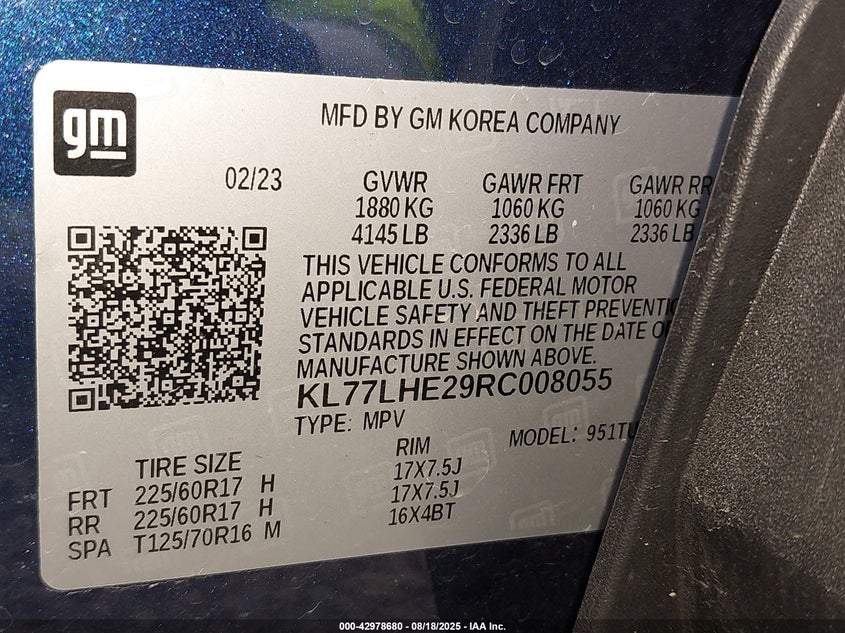 gm
MFD BY GM KOREA COMPANY
02/23 GVWR GAWR FRT GAWR RR
1880 KG 1060 KG 1060 KG
4145 LB 2336 LB 2336 LB
THIS VEHICLE CONFORMS TO ALL
APPLICABLE U.S. FEDERAL MOTOR
VEHICLE SAFETY AND THEFT
STANDARDS IN EFFECT ON THE DATE
MANUFACTURE SHOWN ABOVE.
KL77LHE29RC008055
TYPE: MPV
MODEL:
TIRE SIZE RIM
FRT 225/60R17 H 17X7.5J
RR 225/60R17 H 17X7.5J
SPA T125/70R16 M 16X4BT
000-42978680 - 08/18/2025 - IAA Inc.